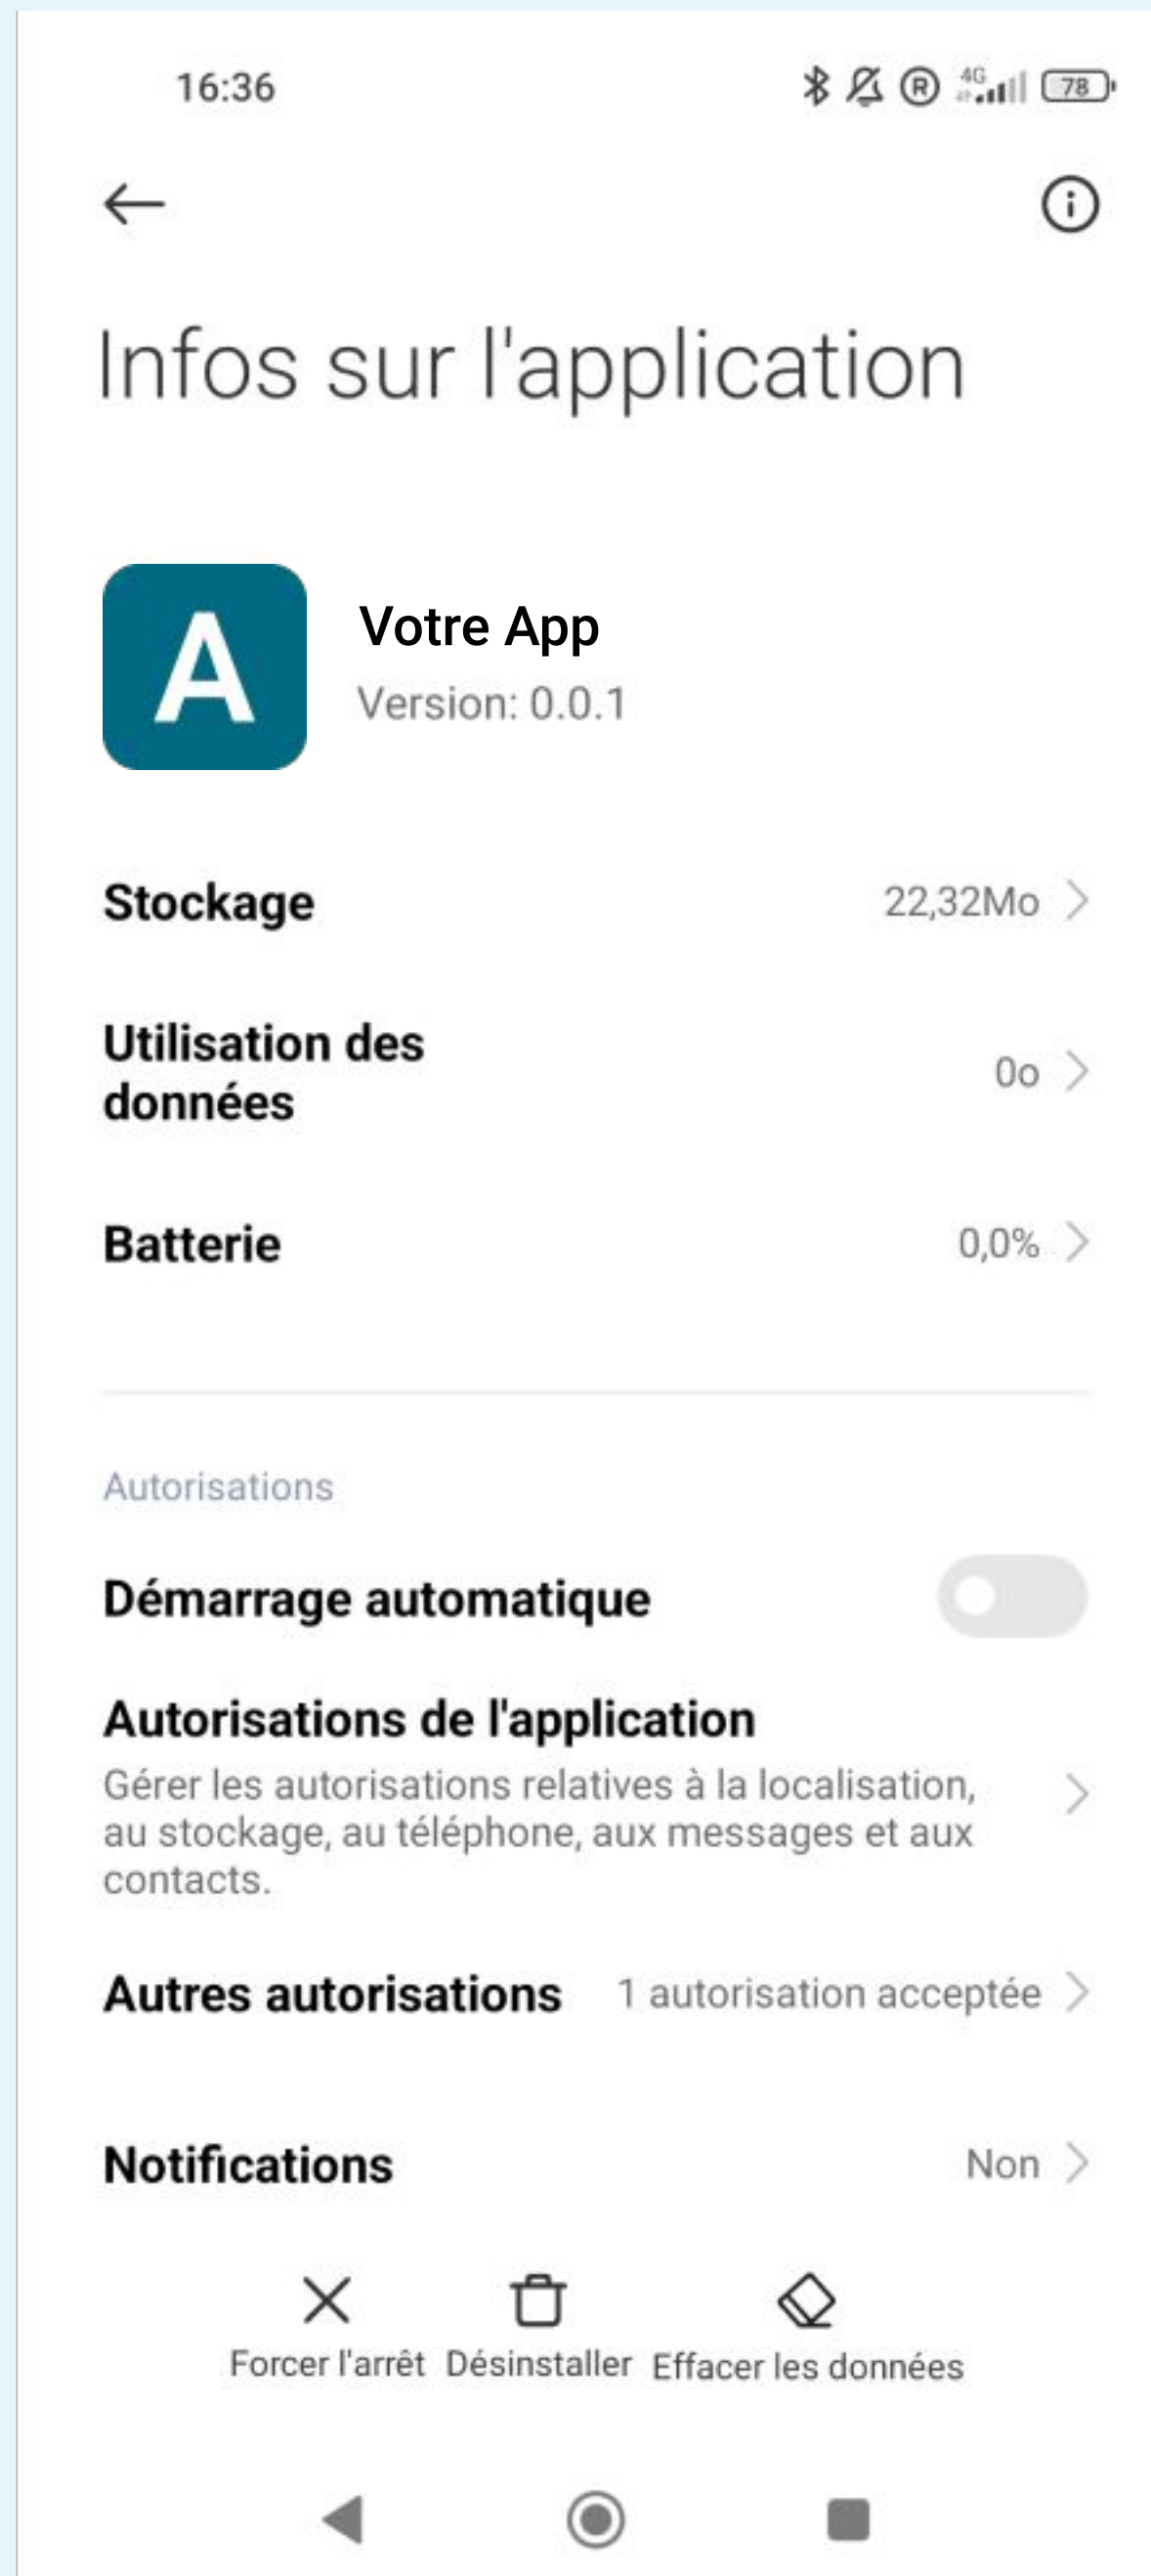 16:36
R 4G 78
Infos sur l'application
A
Votre App
Version: 0.0.1
Stockage
22,32Mo
Utilisation des
données
0o
Batterie
0,0%
Autorisations
Démarrage automatique
Autorisations de l'application
Gérer les autorisations relatives à la localisation,
au stockage, au téléphone, aux messages et aux
contacts.
Autres autorisations
1 autorisation acceptée
Notifications
Non
Forcer l'arrêt
Désinstaller
Effacer les données